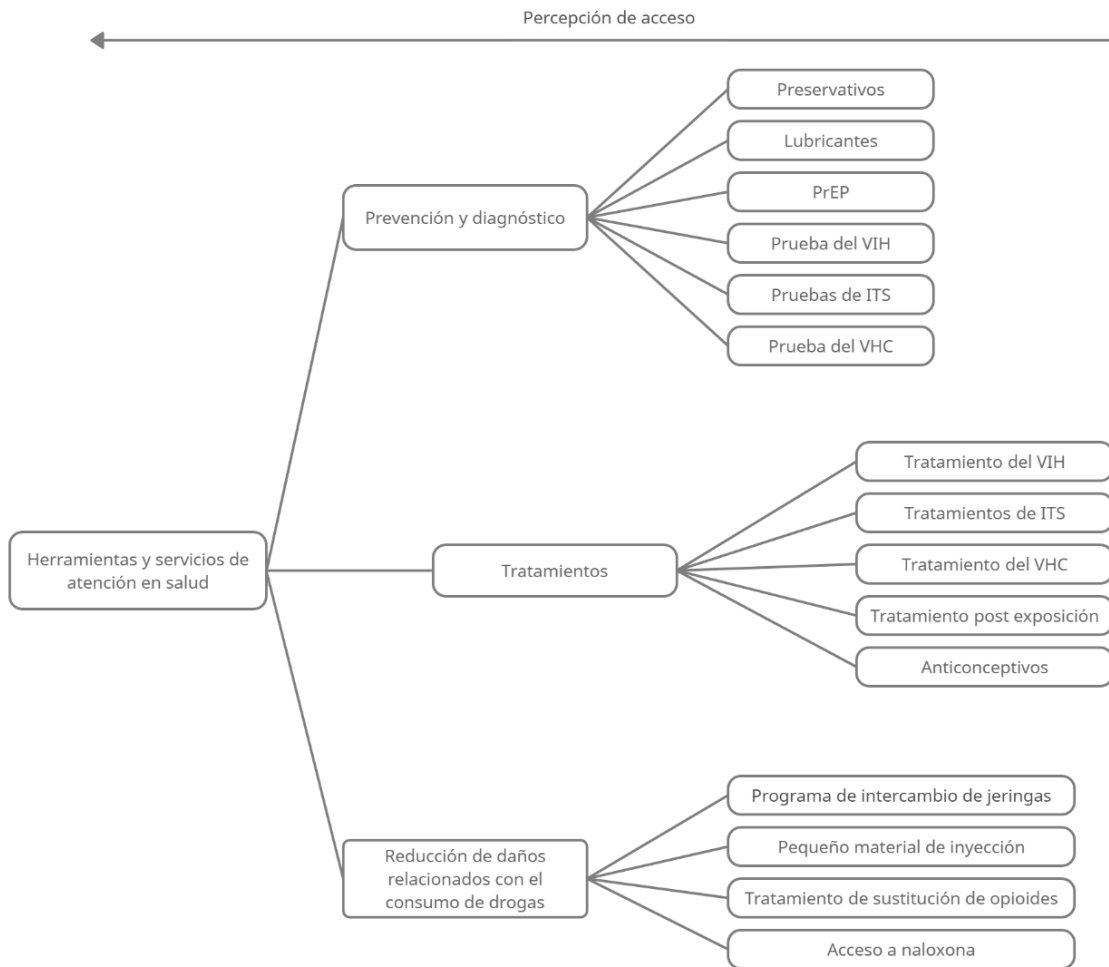 Percepción de acceso
Preservativos
Lubricantes
PrEP
Prevención y diagnóstico
Prueba del VIH
Pruebas de ITS
Prueba del VHC
Herramientas y servicios de
atención en salud
Tratamientos
Tratamiento del VIH
Tratamientos de ITS
Tratamiento del VHC
Tratamiento post exposición
Anticonceptivos
Reducción de daños
relacionados con el
consumo de drogas
Programa de intercambio de jeringas
Pequeño material de inyección
Tratamiento de sustitución de opioides
Acceso a naloxona